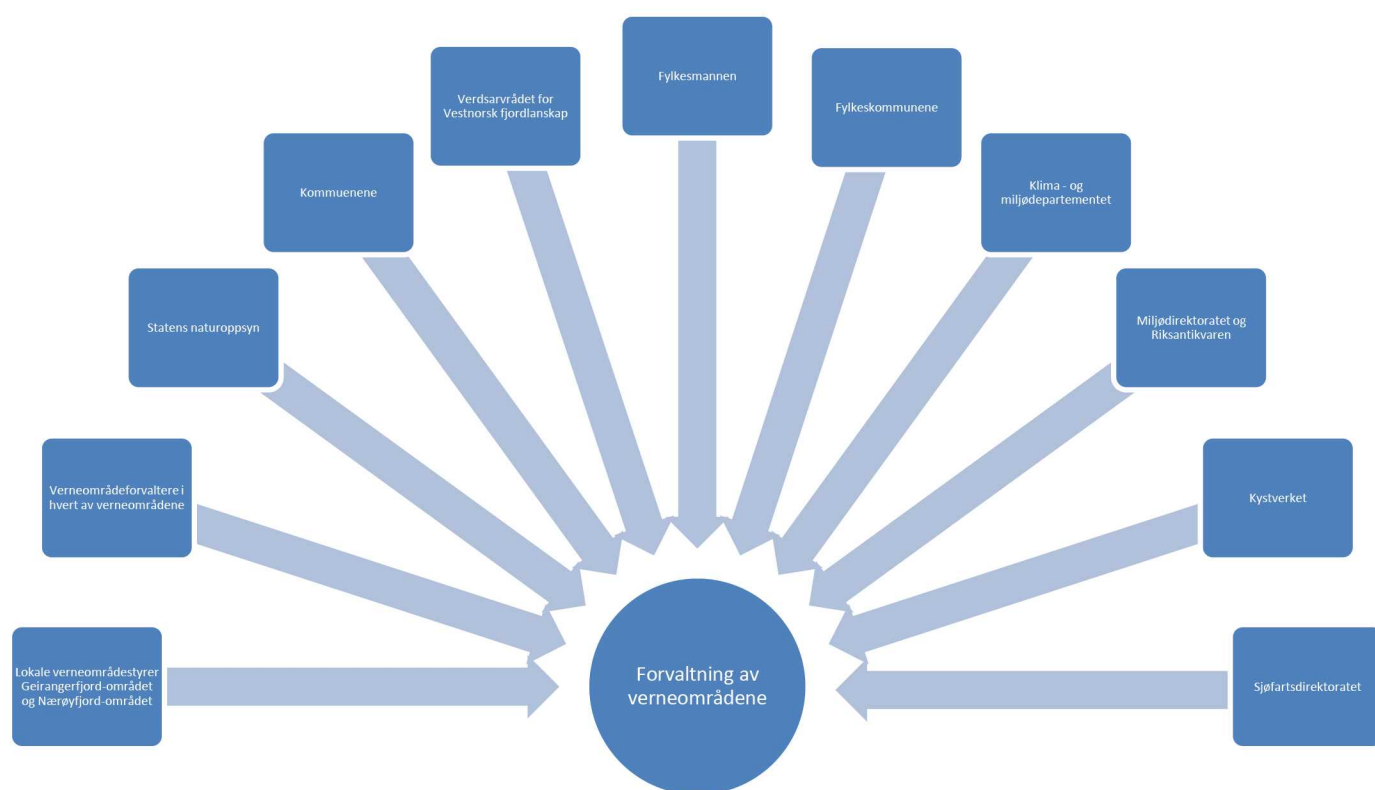 Fylkesmannen
Verdsarvrådet for
Vestnorsk fjordlanskap
Fylkeskommunene
Kommuenene
Klima - og
miljødepartementet
Statens naturoppsyn
Miljødirektoratet og
Riksantikvaren
Verneområdeforvaltere i
hvert av verneområdene
Kystverket
Lokale verneområdestyrer
Geirangerfjord-området
og Nærøyfjord-området
Forvaltning av
verneområdene
Sjøfartsdirektoratet